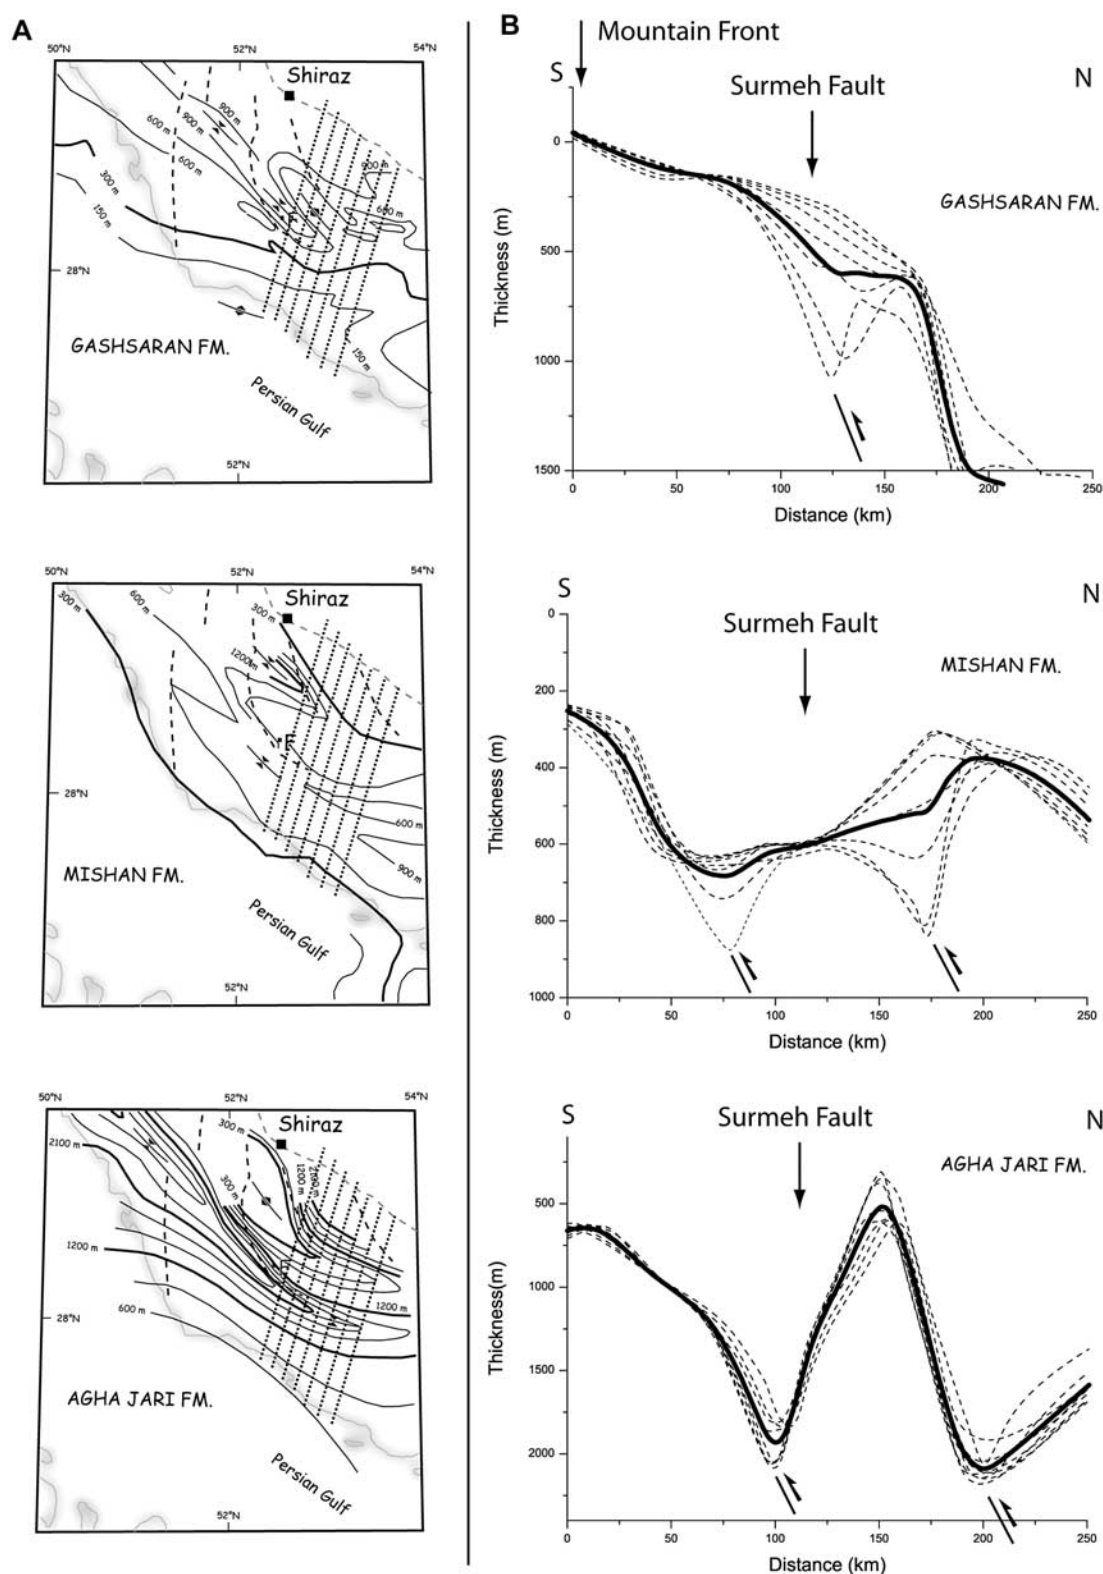 A
50°N
52°N
54°N
Shiraz
900 m
900 m
600 m
600 m
300 m
150 m
900 m
600 m
F
28°N
150 m
GASHSARAN FM.
Persian Gulf
52°N
50°N
52°N
54°N
300 m
600 m
Shiraz
300 m
1200 m
F
28°N
600 m
900 m
MISHAN FM.
Persian Gulf
52°N
50°N
52°N
54°N
Shiraz
2100 m
300 m
1200 m
2100 m
300 m
F
1200 m
1200 m
600 m
28°N
AGHA JARI FM.
Persian Gulf
52°N
B
Mountain Front
S
N
Surmeh Fault
GASHSARAN FM.
Thickness (m)
0
500
1000
1500
0
50
100
150
200
250
Distance (km)
S
N
Surmeh Fault
MISHAN FM.
Thickness (m)
0
200
400
600
800
1000
0
50
100
150
200
250
Distance (km)
S
N
Surmeh Fault
AGHA JARI FM.
Thickness(m)
500
1000
1500
2000
0
50
100
150
200
250
Distance (km)